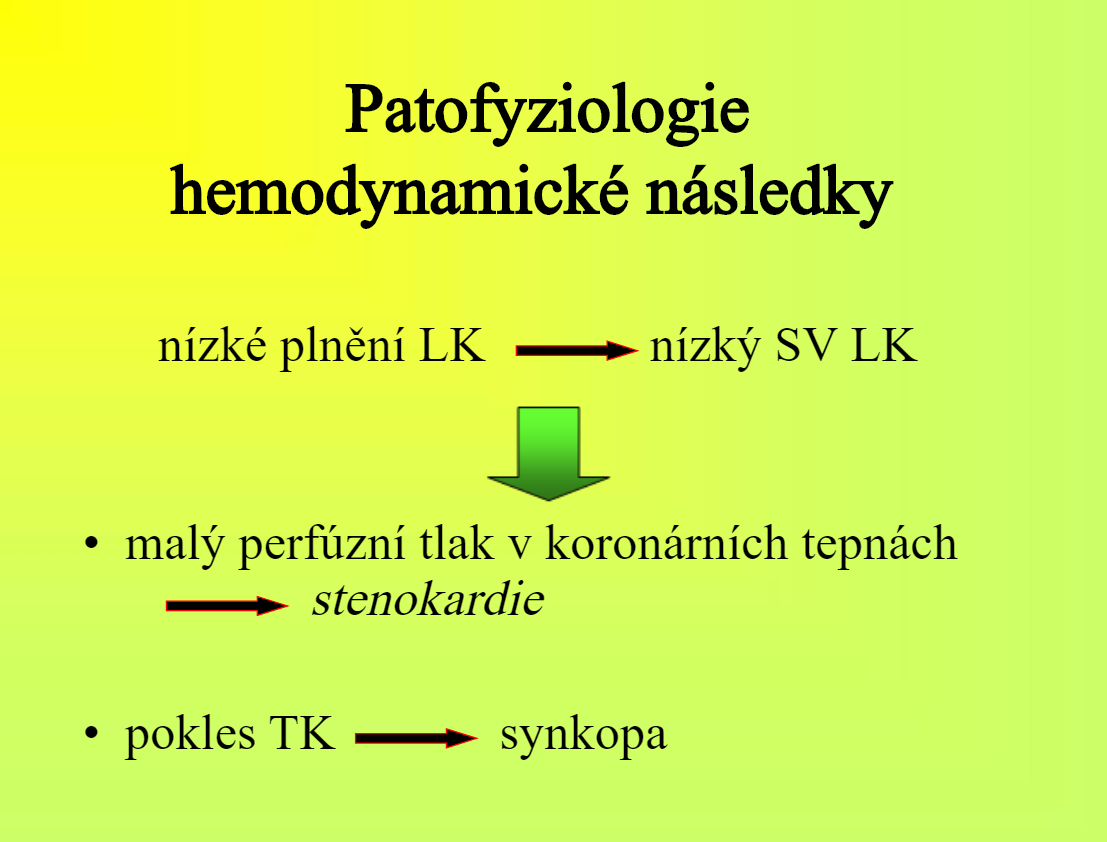 Patofyziologie
hemodynamické následky
nízké plnění LK nízký SV LK
• malý perfúzní tlak v koronárních tepnách
stenokardie
• pokles TK synkopa